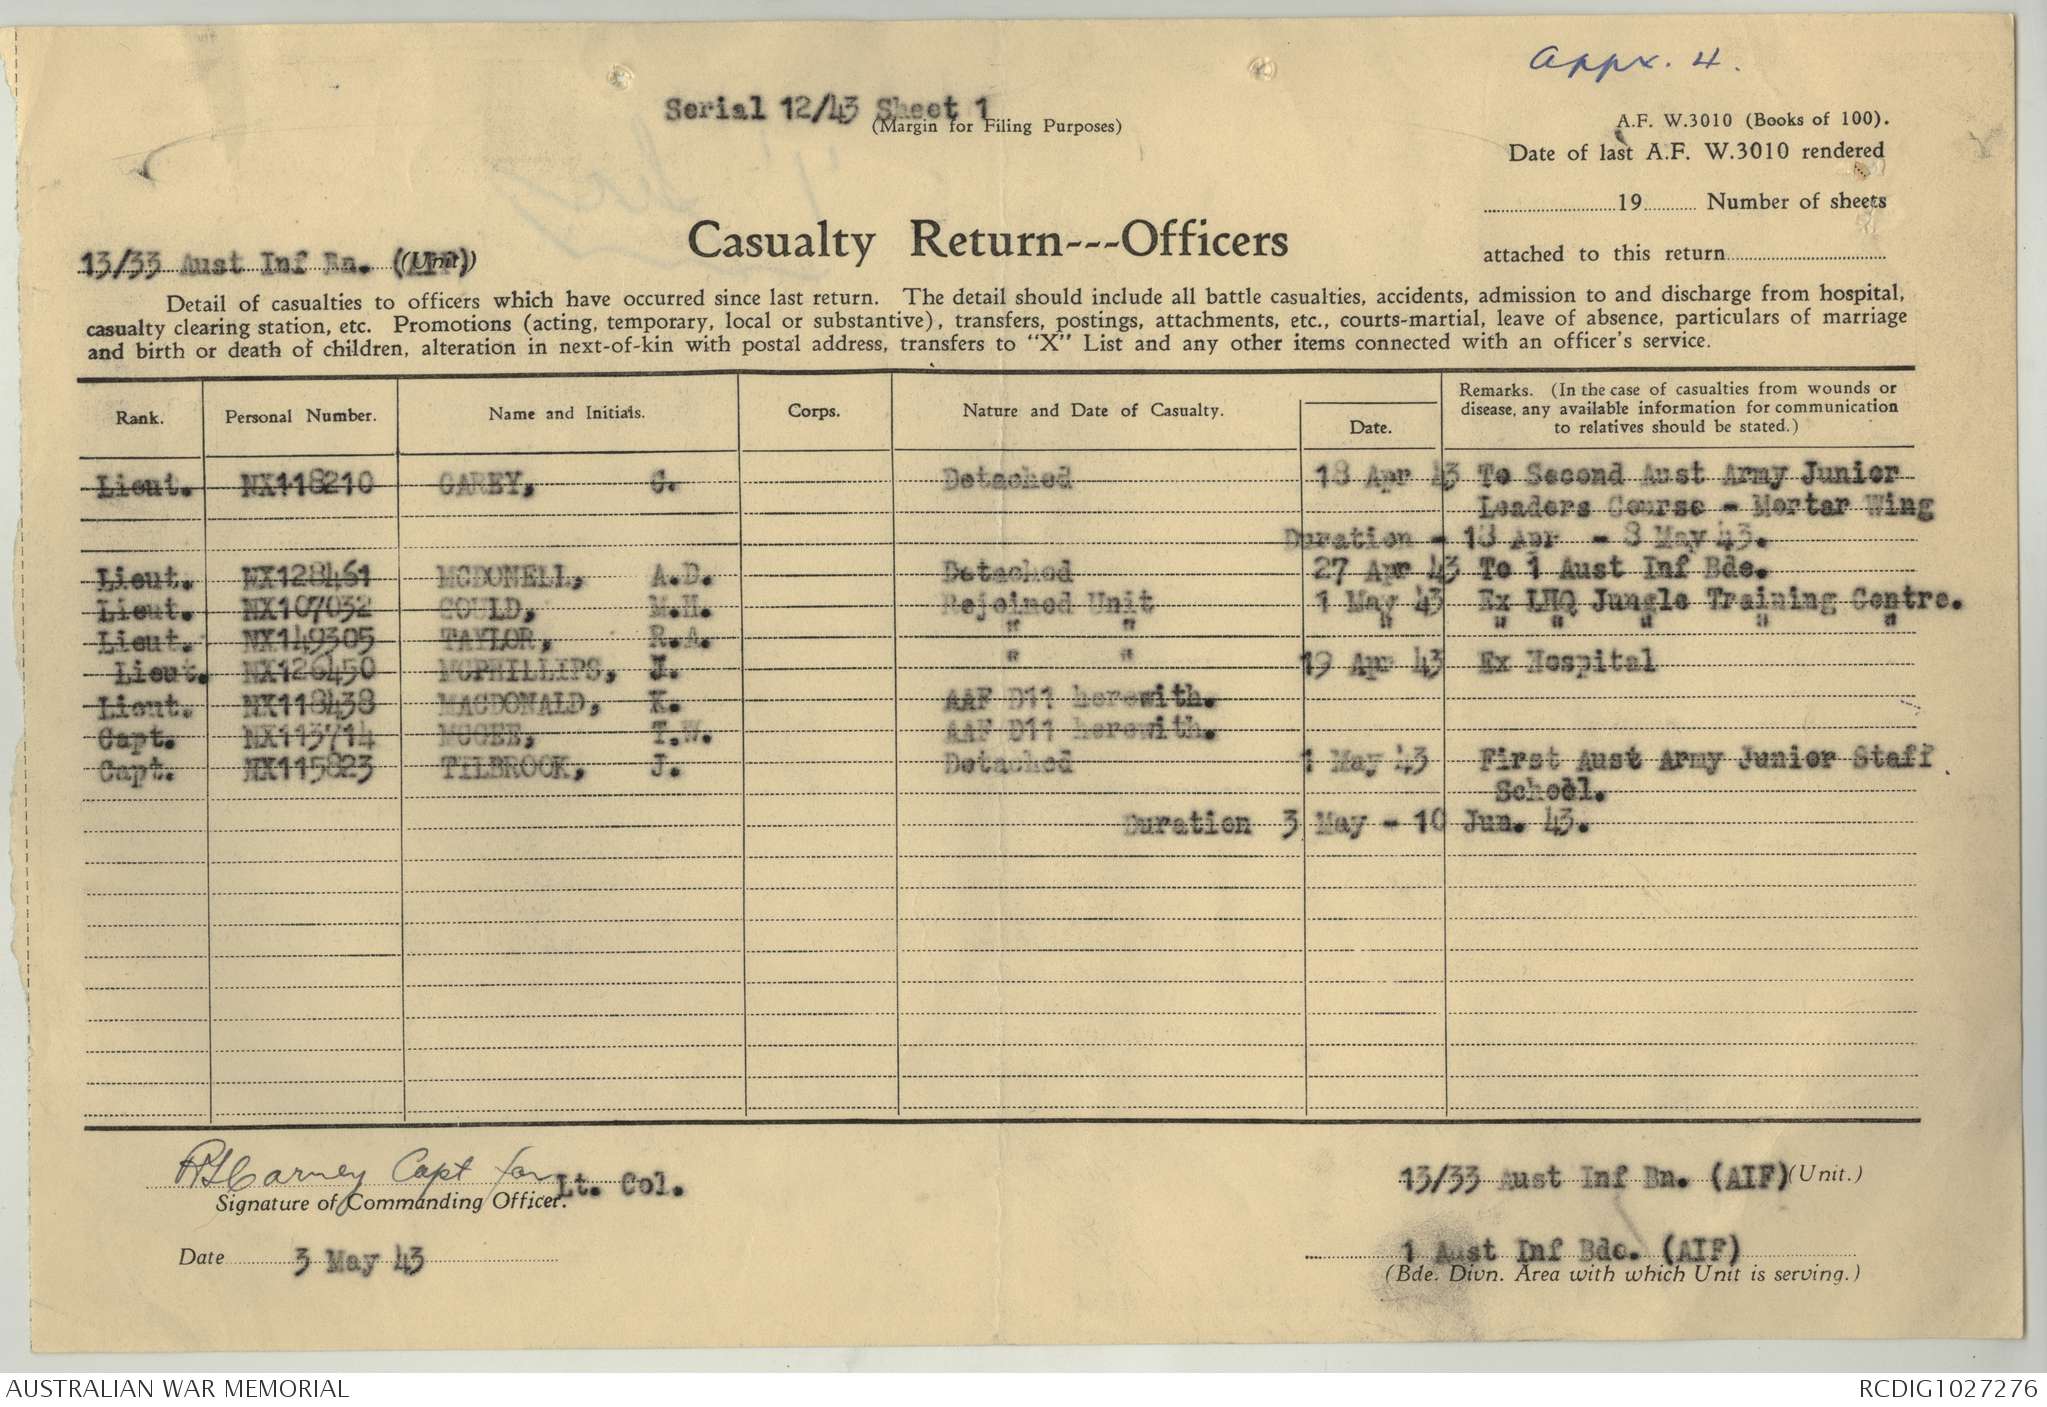 Appx. 4.
Serial 12/43 Sheet 1
(Margin for Filing Purposes)
A.F. W.3010 (Books of 100).
Date of last A.F. W.3010 rendered
19 Number of sheets
attached to this return
Casualty Return---Officers
13/33 Aust Inf Bn. (AIF) (Unit)
Detail of casualties to officers which have occurred since last return. The detail should include all battle casualties, accidents, admission to and discharge from hospital,
casualty clearing station, etc. Promotions (acting, temporary, local or substantive), transfers, postings, attachments, etc., courts-martial, leave of absence, particulars of marriage
and birth or death of children, alteration in next-of-kin with postal address, transfers to "X" List and any other items connected with an officer's service.
Rank. Personal Number. Name and Initials. Corps. Nature and Date of Casualty. Date. Remarks. (In the case of casualties from wounds or
disease, any available information for communication
to relatives should be stated.)
Lieut. NX118210 CAREY, G. Detached 18 Apr 43 To Second Aust Army Junior
Leaders Course - Mortar Wing
Duration - 18 Apr - 8 May 43.
Lieut. NX128461 MCDONELL, A.D. Detached 27 Apr 43 To 1 Aust Inf Bde.
Lieut. NX107032 GOULD, M.H. Rejoined Unit 1 May 43 Ex LHQ Jungle Training Centre.
Lieut. NX149305 TAYLOR, R.A. " " " " " " " "
Lieut. NX126450 MCPHILLIPS, J. " " 19 Apr 43 Ex Hospital
Lieut. NX118438 MACDONALD, K. AAF D11 herewith.
Capt. NX113714 MCGEE, T.W. AAF D11 herewith.
Capt. NX115823 TILBROOK, J. Detached 1 May 43 First Aust Army Junior Staff
School.
Duration 3 May - 10 Jun. 43.
Carney Capt for Lt. Col.
Signature of Commanding Officer.
Date 3 May 43
13/33 Aust Inf Bn. (AIF) (Unit.)
1 Aust Inf Bde. (AIF)
(Bde. Divn. Area with which Unit is serving.)
AUSTRALIAN WAR MEMORIAL
RCDIG1027276